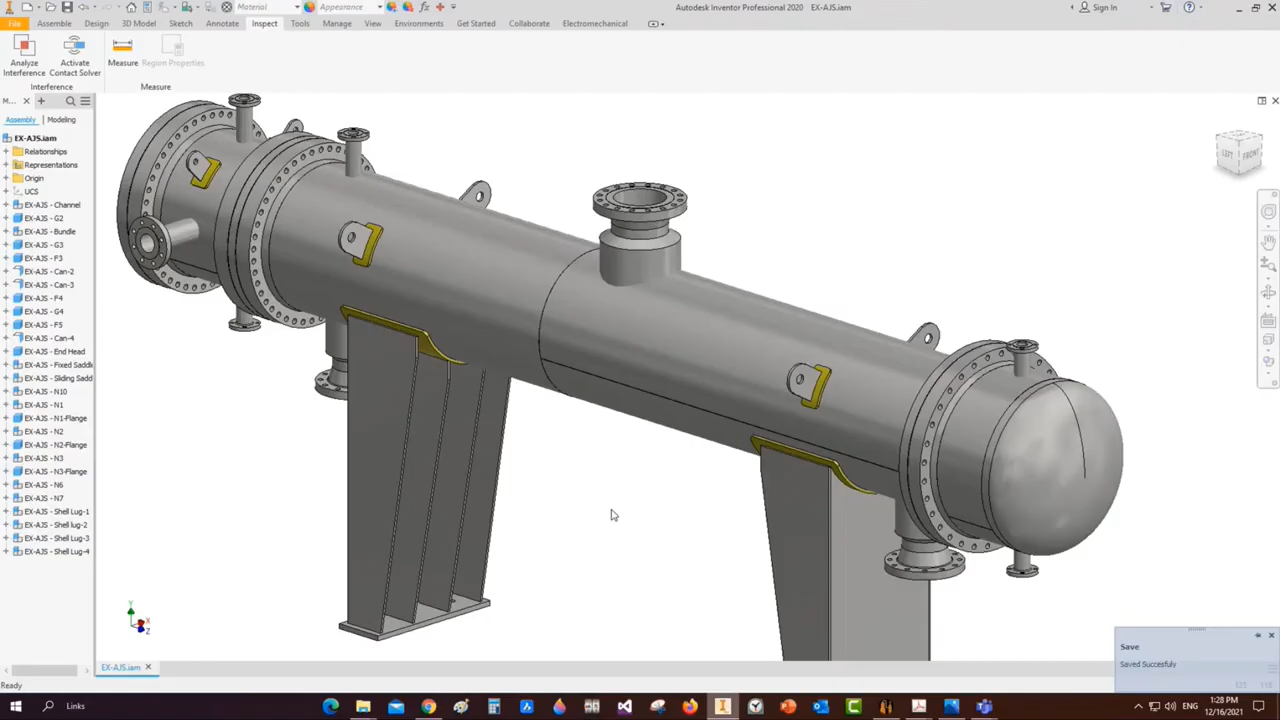 Material
Appearance
Autodesk Inventor Professional 2020 EX-AJS.iam
Sign In
File
Assemble
Design
3D Model
Sketch
Annotate
Inspect
Tools
Manage
View
Environments
Get Started
Collaborate
Electromechanical
Analyze Interference
Activate Contact Solver
Measure
Region Properties
Interference
Measure
M...
Assembly
Modeling
EX-AJS.iam
Relationships
Representations
Origin
UCS
EX-AJS - Channel
EX-AJS - G2
EX-AJS - Bundle
EX-AJS - G3
EX-AJS - F3
EX-AJS - Can-2
EX-AJS - Can-3
EX-AJS - F4
EX-AJS - G4
EX-AJS - F5
EX-AJS - Can-4
EX-AJS - End Head
EX-AJS - Fixed Saddl
EX-AJS - Sliding Sadd
EX-AJS - N10
EX-AJS - N1
EX-AJS - N1-Flange
EX-AJS - N2
EX-AJS - N2-Flange
EX-AJS - N3
EX-AJS - N3-Flange
EX-AJS - N6
EX-AJS - N7
EX-AJS - Shell Lug-1
EX-AJS - Shell lug-2
EX-AJS - Shell Lug-3
EX-AJS - Shell Lug-4
LEFT
FRONT
Y
X
Z
Save
Saved Succesfuly
EX-AJS.iam
Ready
Links
1:28 PM
12/16/2021